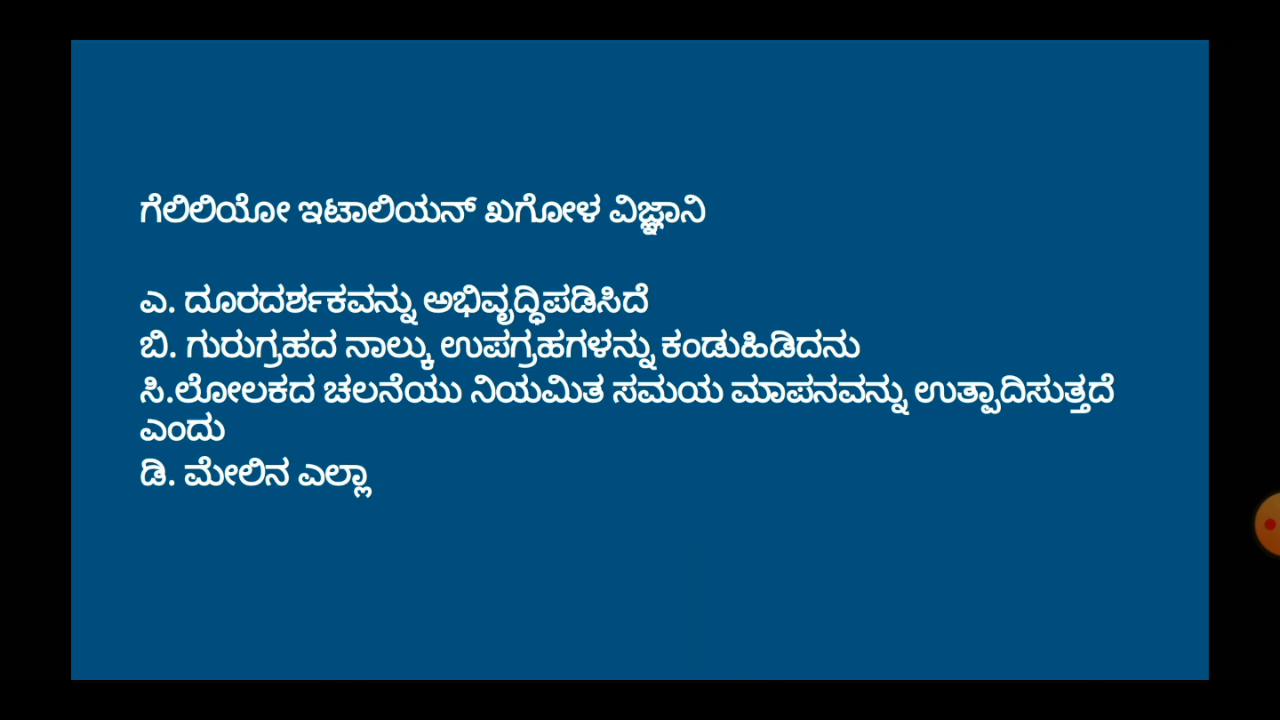 ಗೆಲಿಲಿಯೋ ಇಟಾಲಿಯನ್ ಖಗೋಳ ವಿಜ್ಞಾನಿ
ಎ. ದೂರದರ್ಶಕವನ್ನು ಅಭಿವೃದ್ಧಿಪಡಿಸಿದೆ
ಬಿ. ಗುರುಗ್ರಹದ ನಾಲ್ಕು ಉಪಗ್ರಹಗಳನ್ನು ಕಂಡುಹಿಡಿದನು
ಸಿ.ಲೋಲಕದ ಚಲನೆಯು ನಿಯಮಿತ ಸಮಯ ಮಾಪನವನ್ನು ಉತ್ಪಾದಿಸುತ್ತದೆ
ಎಂದು
ಡಿ. ಮೇಲಿನ ಎಲ್ಲಾ